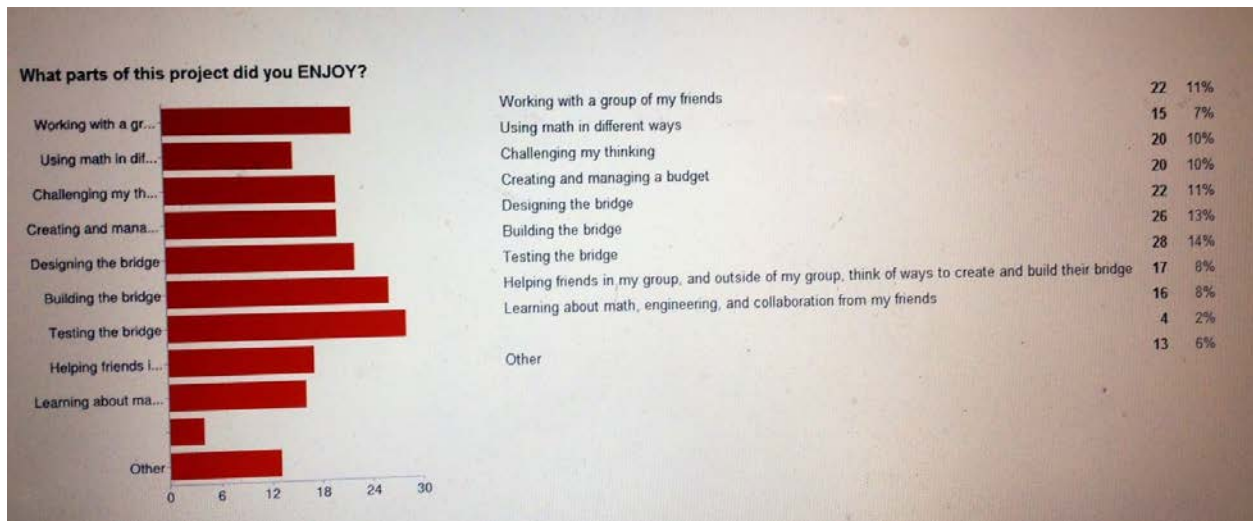 What parts of this project did you ENJOY?
Working with a gr...
Using math in dif...
Challenging my th...
Creating and mana...
Designing the bridge
Building the bridge
Testing the bridge
Helping friends i...
Learning about ma...
Other
0 6 12 18 24 30
Working with a group of my friends 22 11%
Using math in different ways 15 7%
Challenging my thinking 20 10%
Creating and managing a budget 20 10%
Designing the bridge 22 11%
Building the bridge 26 13%
Testing the bridge 28 14%
Helping friends in my group, and outside of my group, think of ways to create and build their bridge 17 8%
Learning about math, engineering, and collaboration from my friends 16 8%
4 2%
Other 13 6%